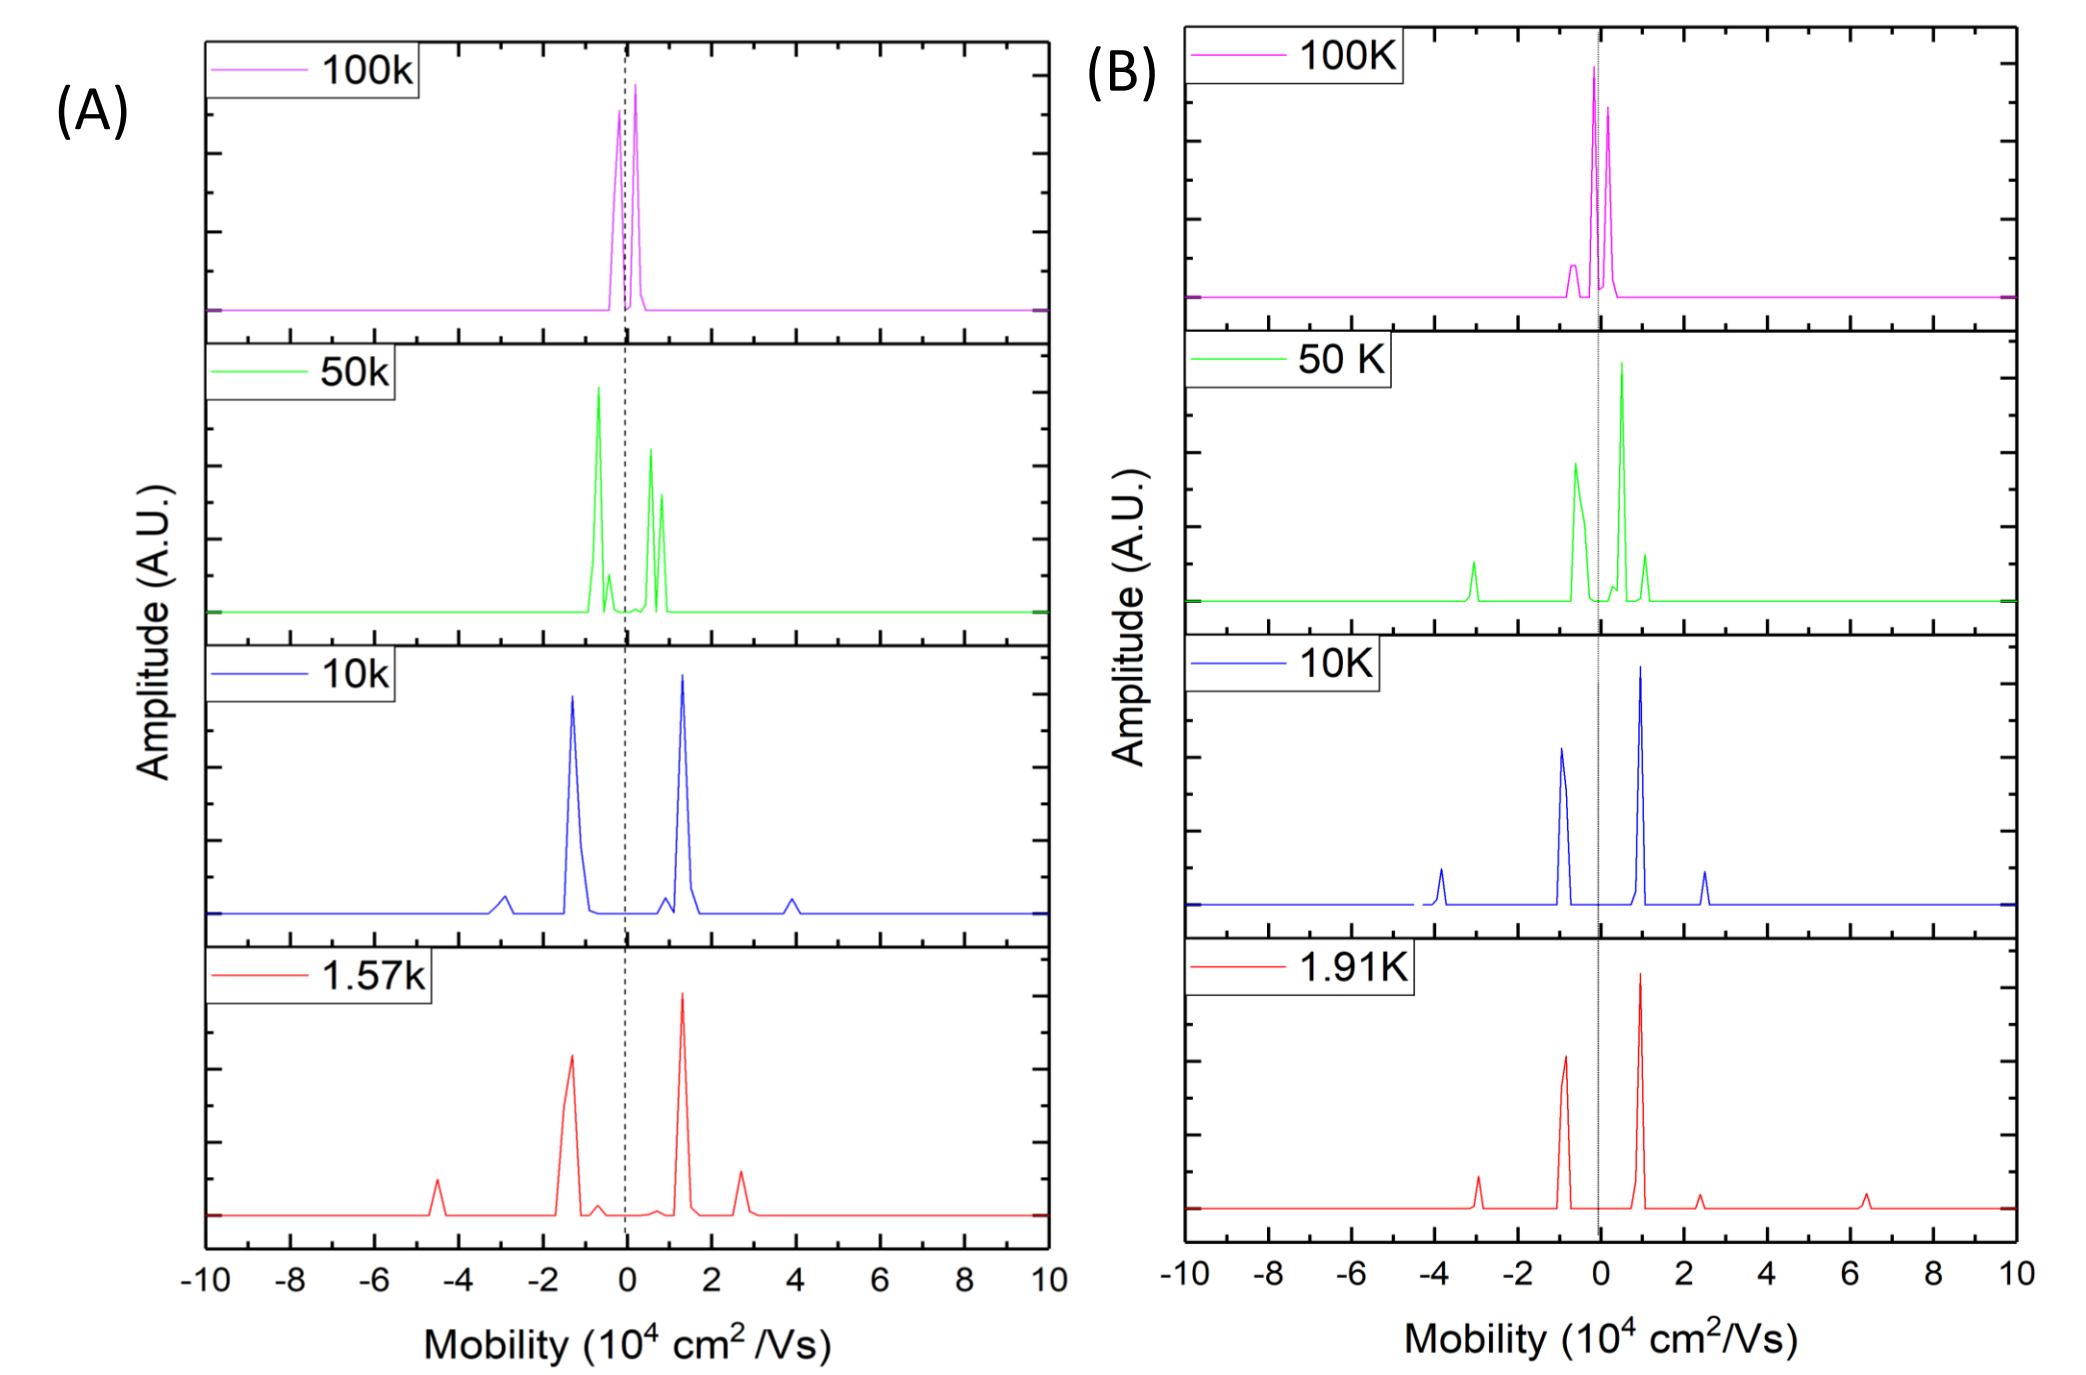 (A)
100k
50k
10k
1.57k
Amplitude (A.U.)
-10 -8 -6 -4 -2 0 2 4 6 8 10
Mobility (10⁴ cm² /Vs)
(B)
100K
50 K
10K
1.91K
Amplitude (A.U.)
-10 -8 -6 -4 -2 0 2 4 6 8 10
Mobility (10⁴ cm²/Vs)